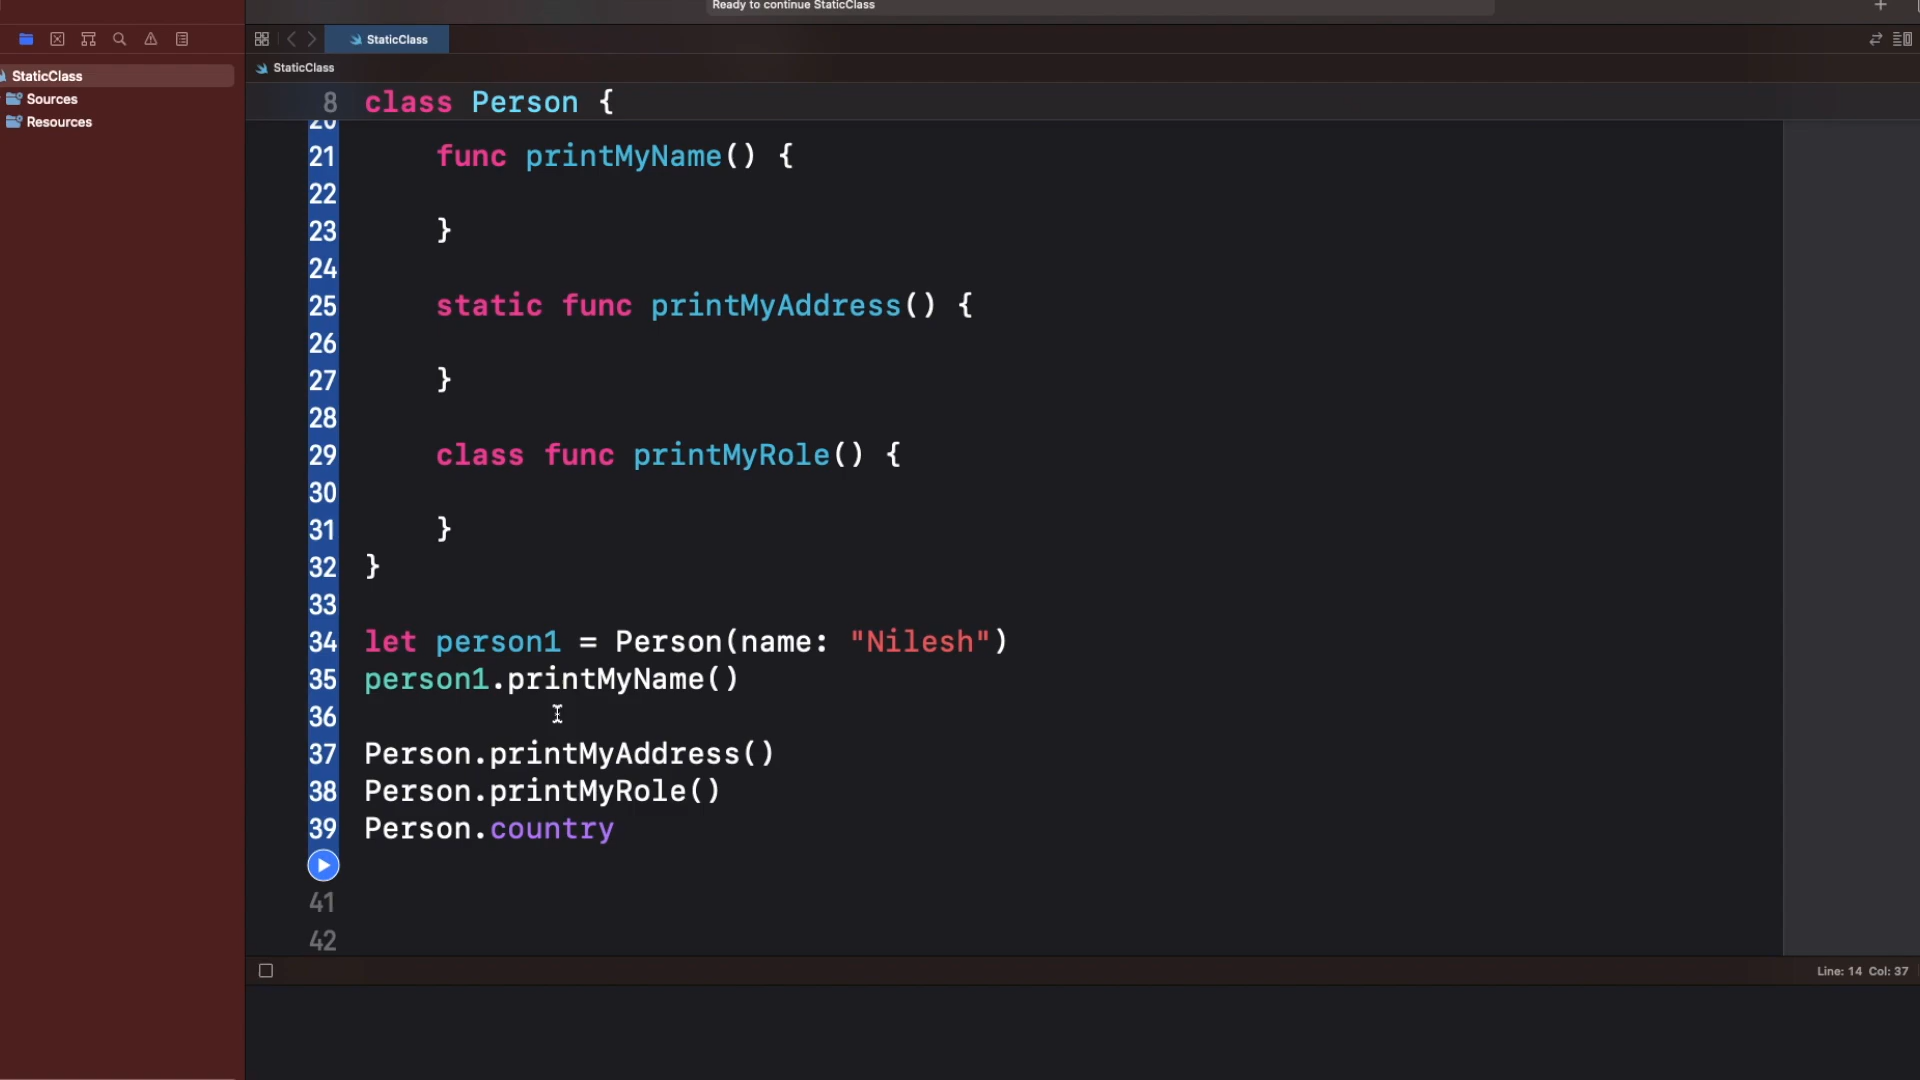 Ready to continue StaticClass
StaticClass
StaticClass
StaticClass
Sources
Resources
8 class Person {
20
21 func printMyName() {
22
23 }
24
25 static func printMyAddress() {
26
27 }
28
29 class func printMyRole() {
30
31 }
32 }
33
34 let person1 = Person(name: "Nilesh")
35 person1.printMyName()
36
37 Person.printMyAddress()
38 Person.printMyRole()
39 Person.country
41
42
Line: 14 Col: 37